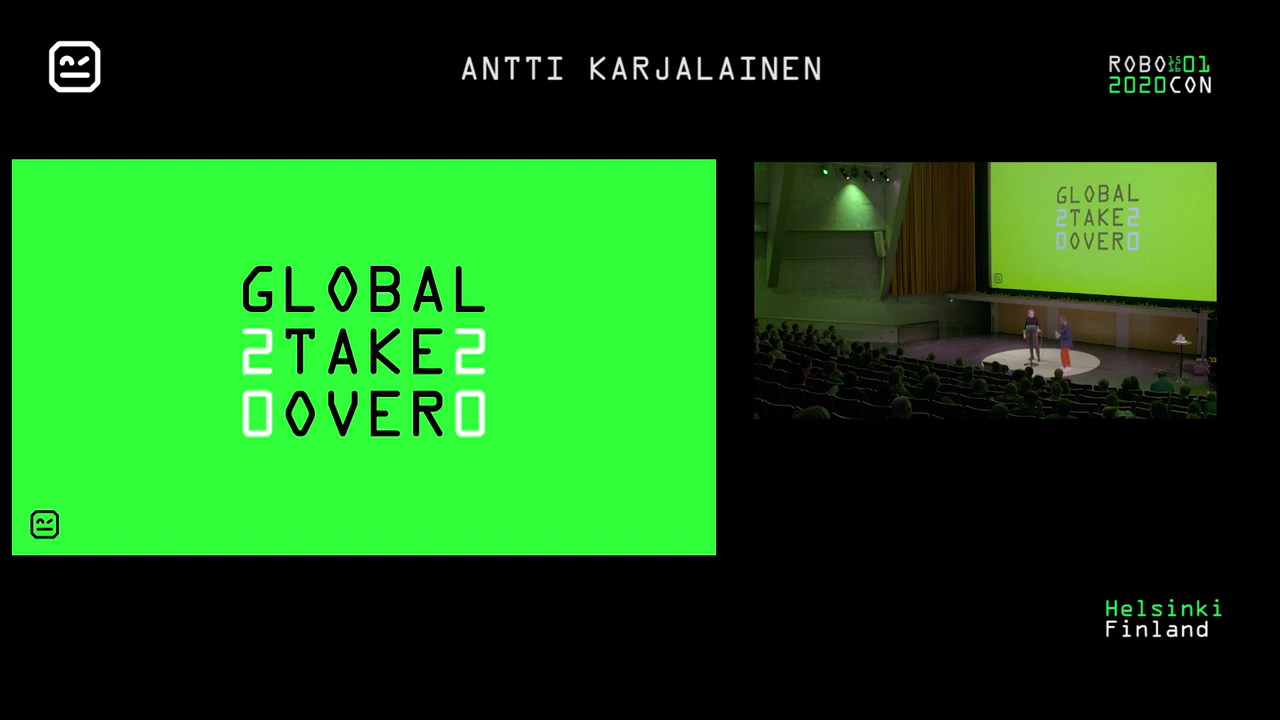 ANTTI KARJALAINEN
ROBO 01
2020CON
GLOBAL
2TAKE2
0OVER0
GLOBAL
2TAKE2
0OVER0
Helsinki
Finland